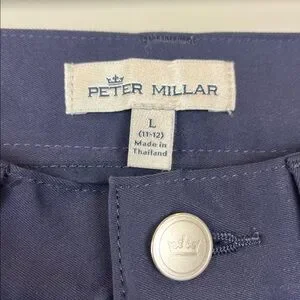 PETER MILLAR
L
(11-12)
Made in
Thailand